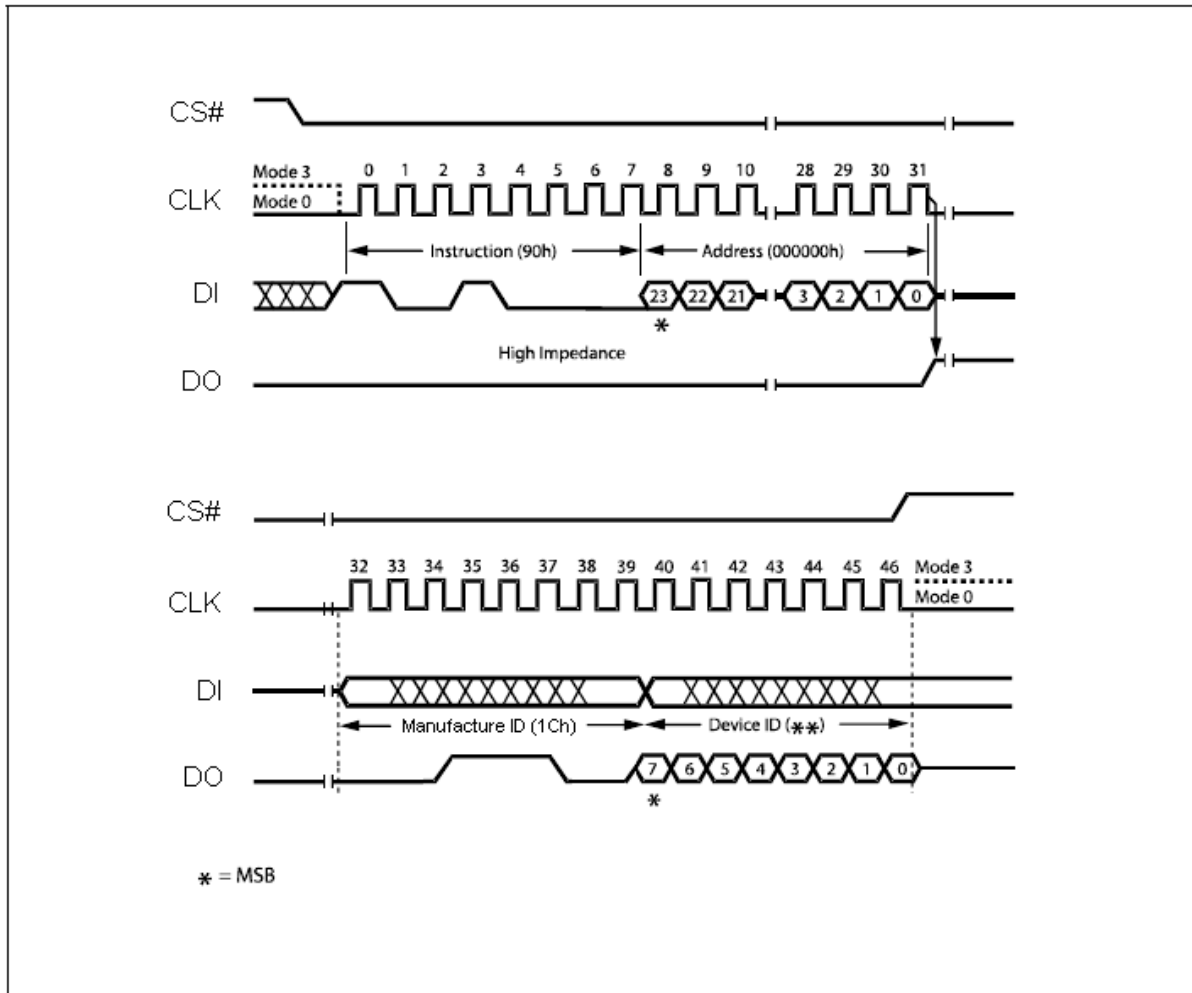 CS#
Mode 3 0 1 2 3 4 5 6 7 8 9 10 28 29 30 31
CLK Mode 0
Instruction (90h) Address (000000h)
DI 23 22 21 3 2 1 0
*
High Impedance
DO
CS#
32 33 34 35 36 37 38 39 40 41 42 43 44 45 46 Mode 3
CLK Mode 0
DI
Manufacture ID (1Ch) Device ID (**)
DO 7 6 5 4 3 2 1 0
*
* = MSB